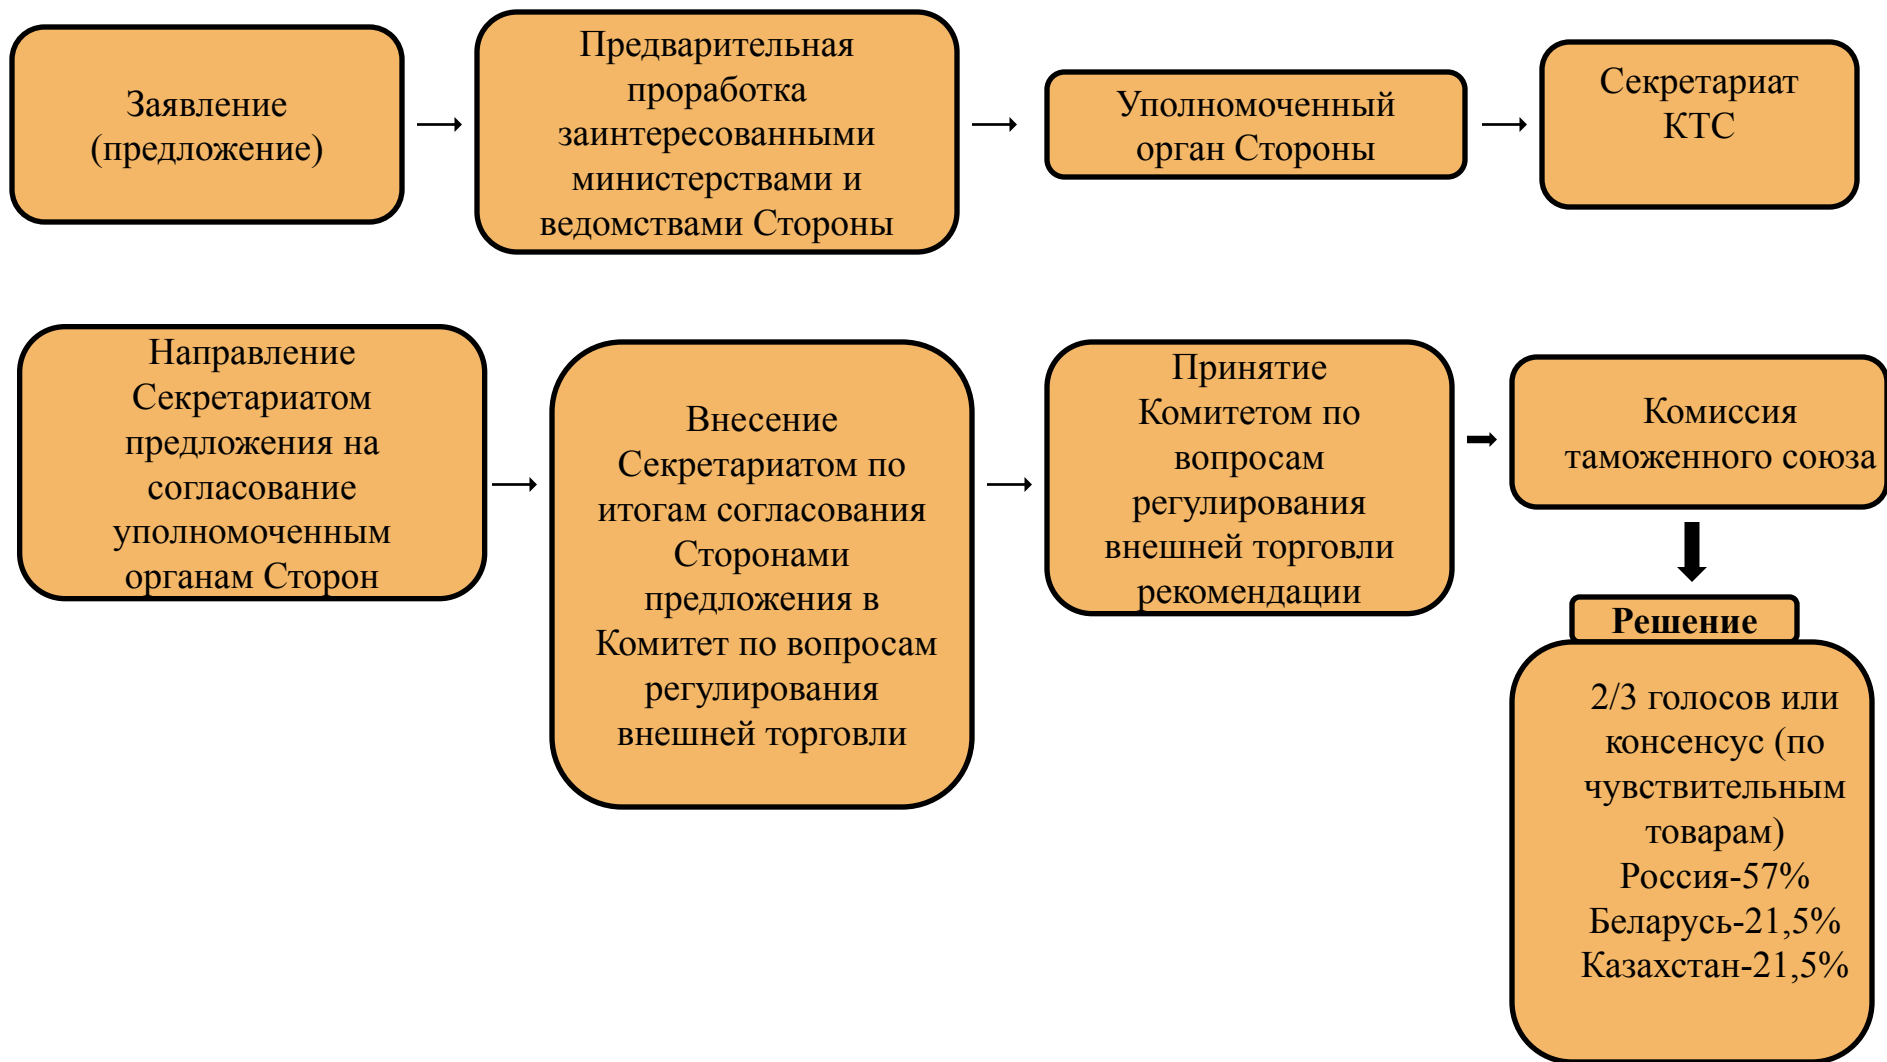 Заявление
(предложение)
Предварительная
проработка
заинтересованными
министерствами и
ведомствами Стороны
Уполномоченный
орган Стороны
Секретариат
КТС
Направление
Секретариатом
предложения на
согласование
уполномоченным
органам Сторон
Внесение
Секретариатом по
итогам согласования
Сторонами
предложения в
Комитет по вопросам
регулирования
внешней торговли
Принятие
Комитетом по
вопросам
регулирования
внешней торговли
рекомендации
Комиссия
таможенного союза
Решение
2/3 голосов или
консенсус (по
чувствительным
товарам)
Россия-57%
Беларусь-21,5%
Казахстан-21,5%